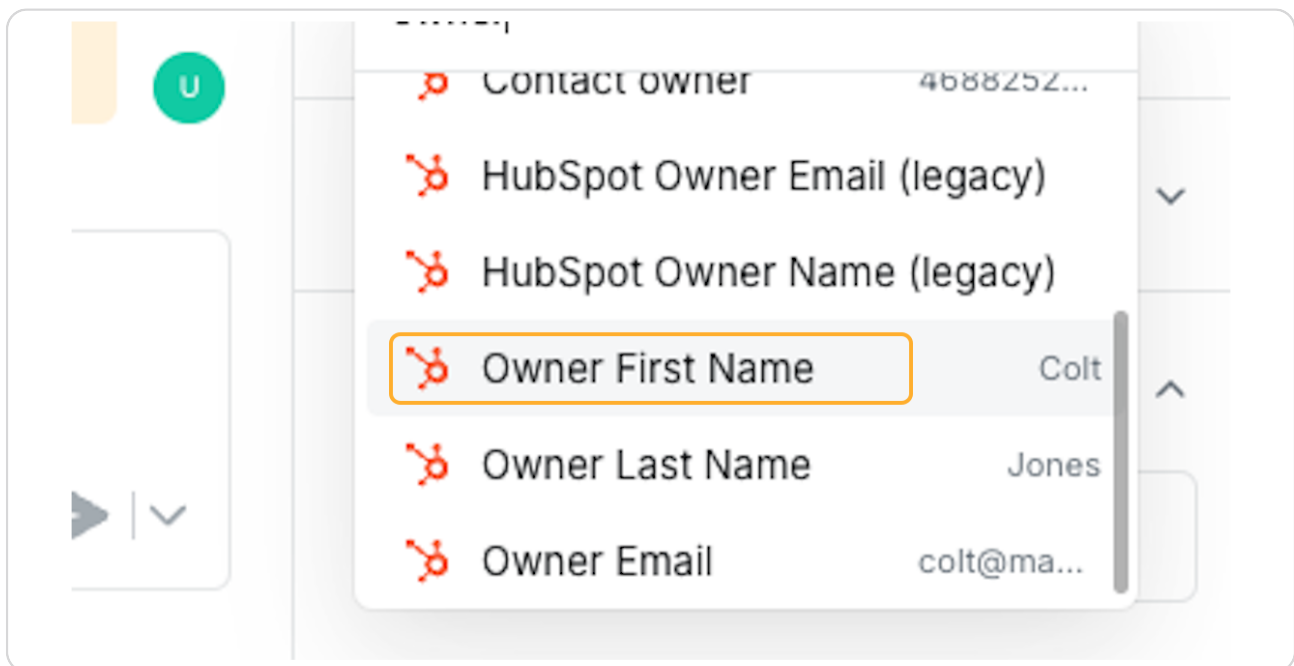 Contact owner 4688252...
HubSpot Owner Email (legacy)
HubSpot Owner Name (legacy)
U
Owner First Name Colt
Owner Last Name Jones
Owner Email colt@ma...